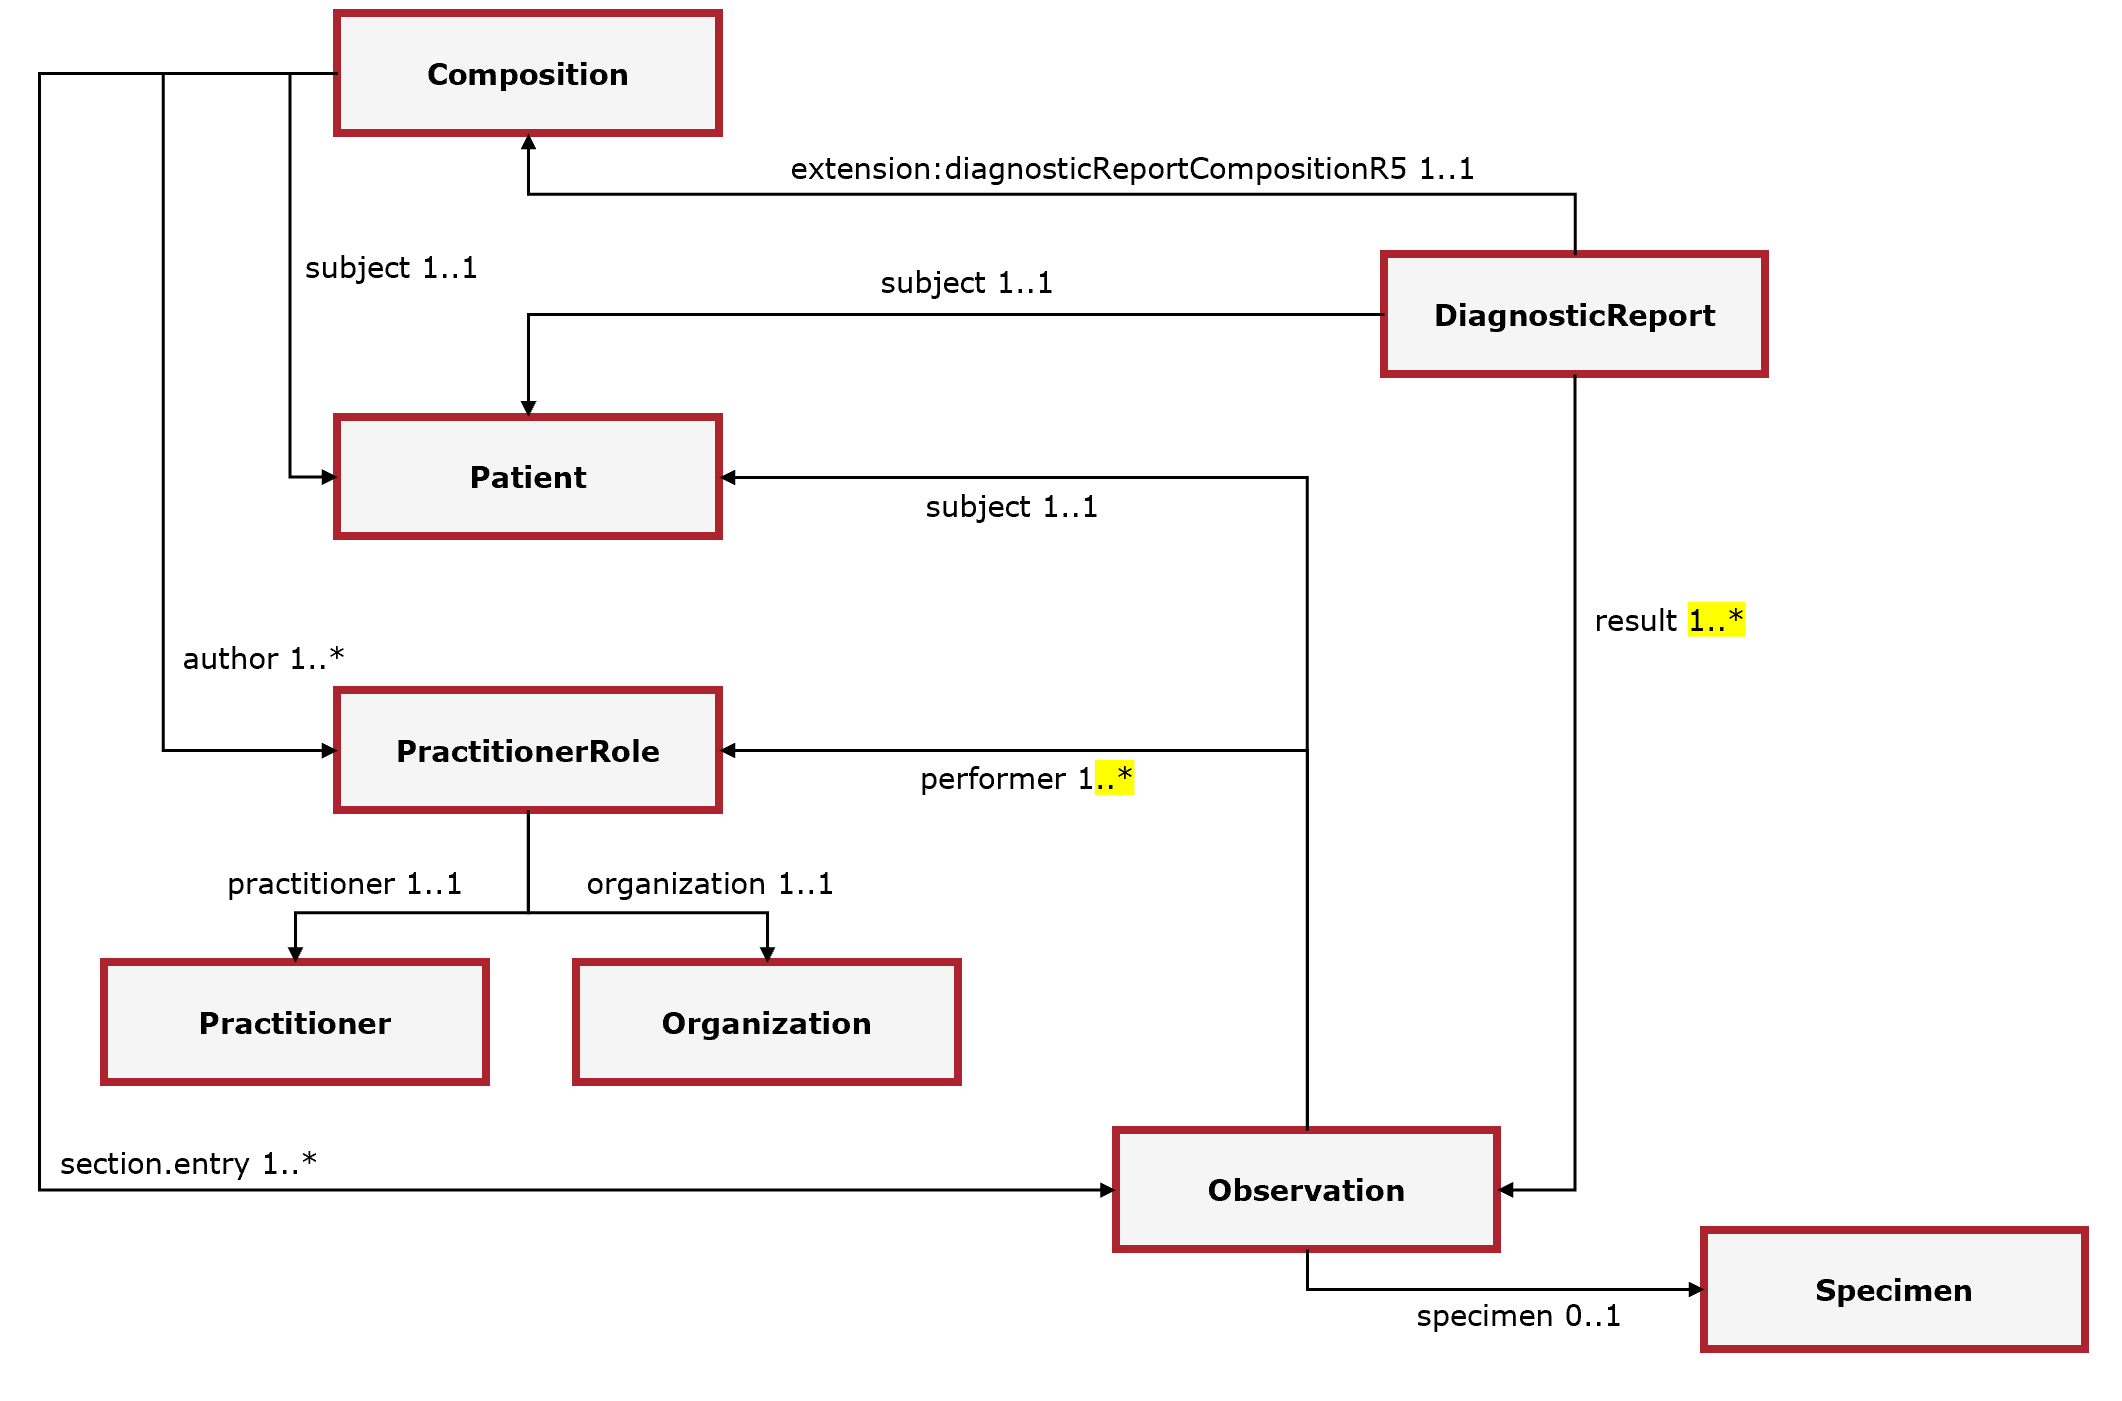 Composition
extension:diagnosticReportCompositionR5 1..1
subject 1..1
subject 1..1
DiagnosticReport
Patient
subject 1..1
result 1..*
author 1..*
PractitionerRole
performer 1..*
practitioner 1..1
organization 1..1
Practitioner
Organization
section.entry 1..*
Observation
Specimen
specimen 0..1